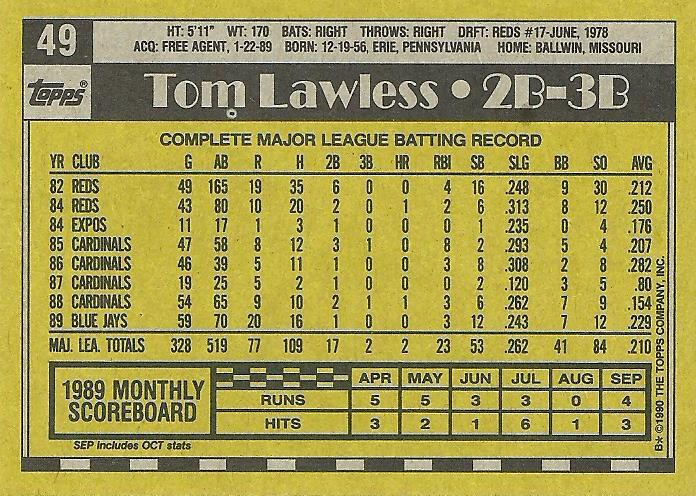 49
HT: 5'11" WT: 170 BATS: RIGHT THROWS: RIGHT DRFT: REDS #17-JUNE, 1978
ACQ: FREE AGENT, 1-22-89 BORN: 12-19-56, ERIE, PENNSYLVANIA HOME: BALLWIN, MISSOURI
TOPPS® Tom Lawless • 2B-3B
COMPLETE MAJOR LEAGUE BATTING RECORD
YR CLUB G AB R H 2B 3B HR RBI SB SLG BB SO AVG
82 REDS 49 165 19 35 6 0 0 4 16 .248 9 30 .212
84 REDS 43 80 10 20 2 0 1 2 6 .313 8 12 .250
84 EXPOS 11 17 1 3 1 0 0 0 1 .235 0 4 .176
85 CARDINALS 47 58 8 12 3 1 0 8 2 .293 5 4 .207
86 CARDINALS 46 39 5 11 1 0 0 3 8 .308 2 8 .282
87 CARDINALS 19 25 5 2 1 0 0 0 2 .120 3 5 .80
88 CARDINALS 54 65 9 10 2 1 1 3 6 .262 7 9 .154
89 BLUE JAYS 59 70 20 16 1 0 0 3 12 .243 7 12 .229
MAJ. LEA. TOTALS 328 519 77 109 17 2 2 23 53 .262 41 84 .210
1989 MONTHLY SCOREBOARD
APR MAY JUN JUL AUG SEP
RUNS 5 5 3 3 0 4
HITS 3 2 1 6 1 3
SEP includes OCT stats
B* ©1990 THE TOPPS COMPANY, INC.